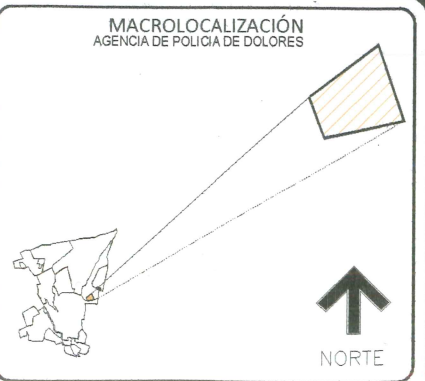 MACROLOCALIZACIÓN
AGENCIA DE POLICIA DE DOLORES
NORTE